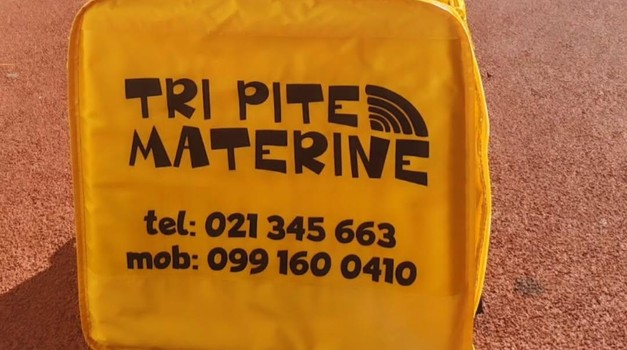 TRI PITE
MATERINE
tel: 021 345 663
mob: 099 160 0410